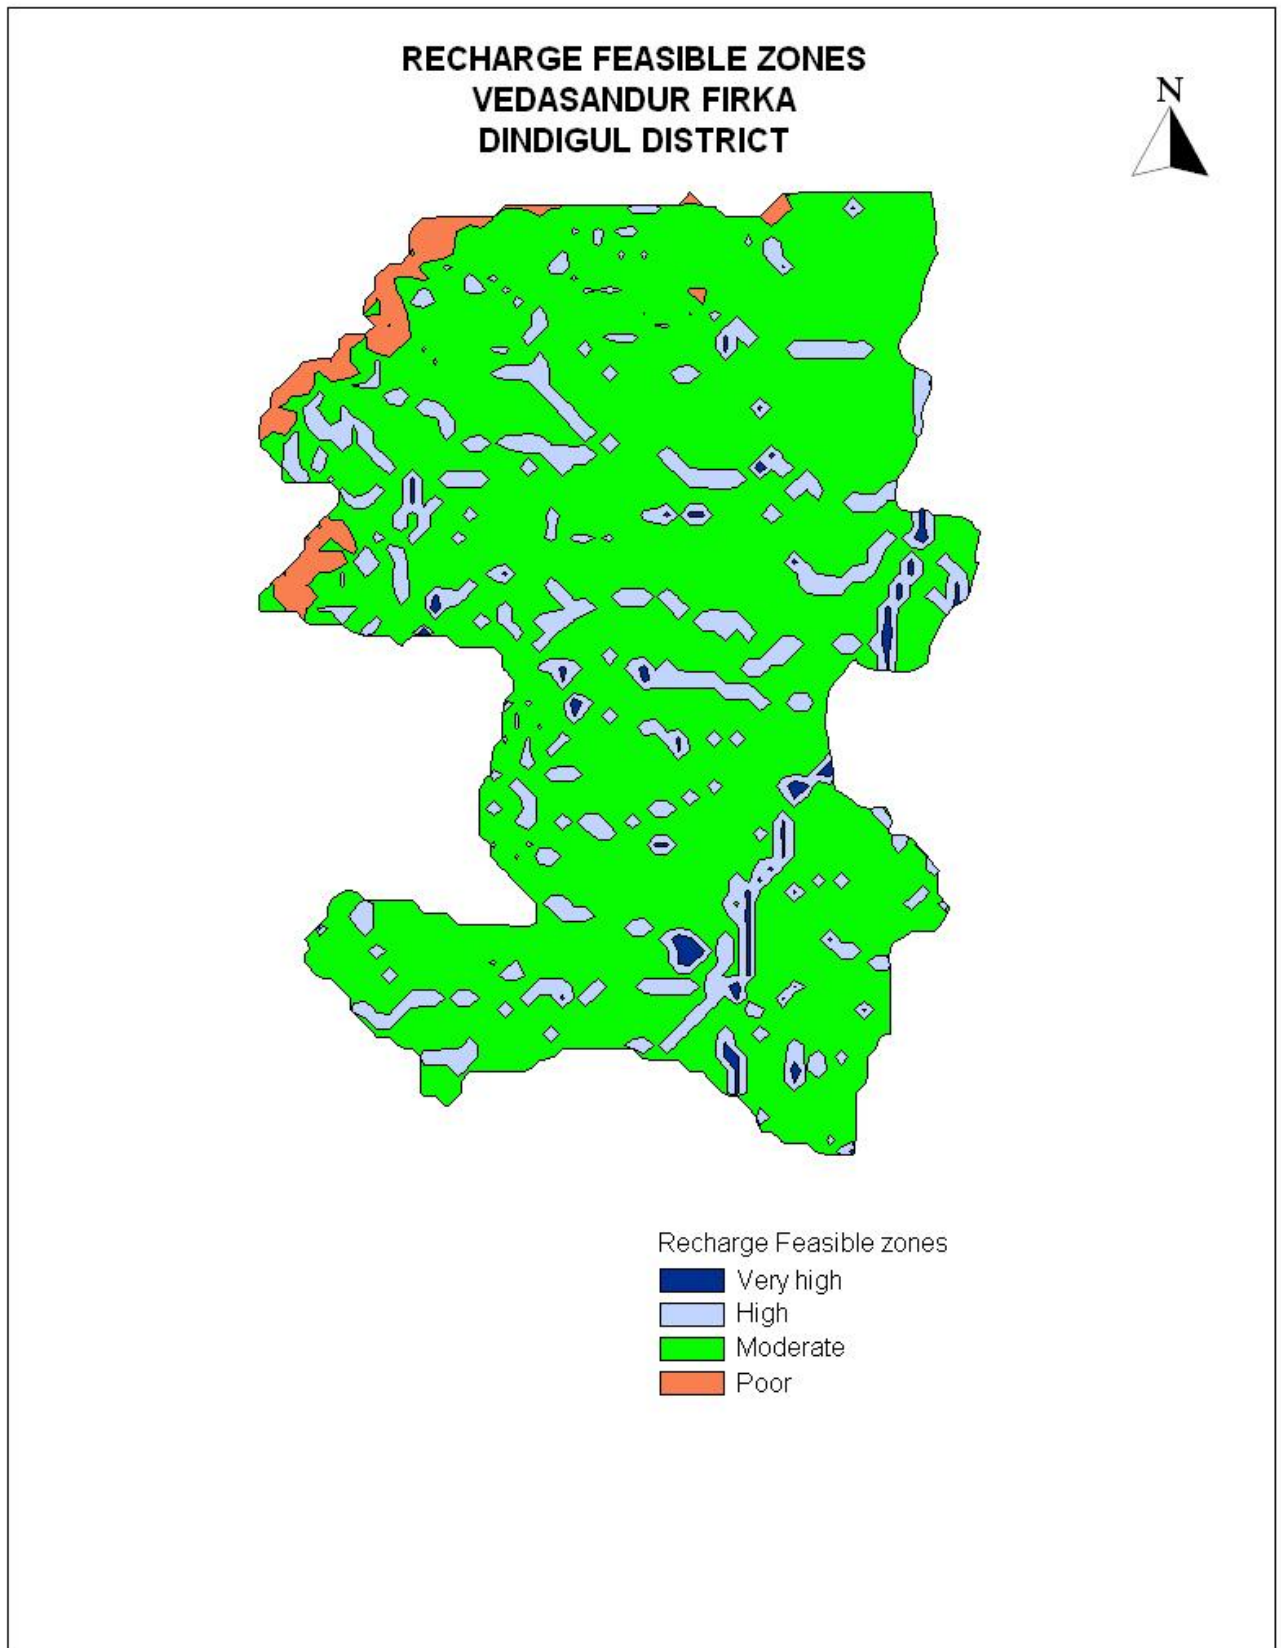 RECHARGE FEASIBLE ZONES
VEDASANDUR FIRKA
DINDIGUL DISTRICT
N
Recharge Feasible zones
Very high
High
Moderate
Poor